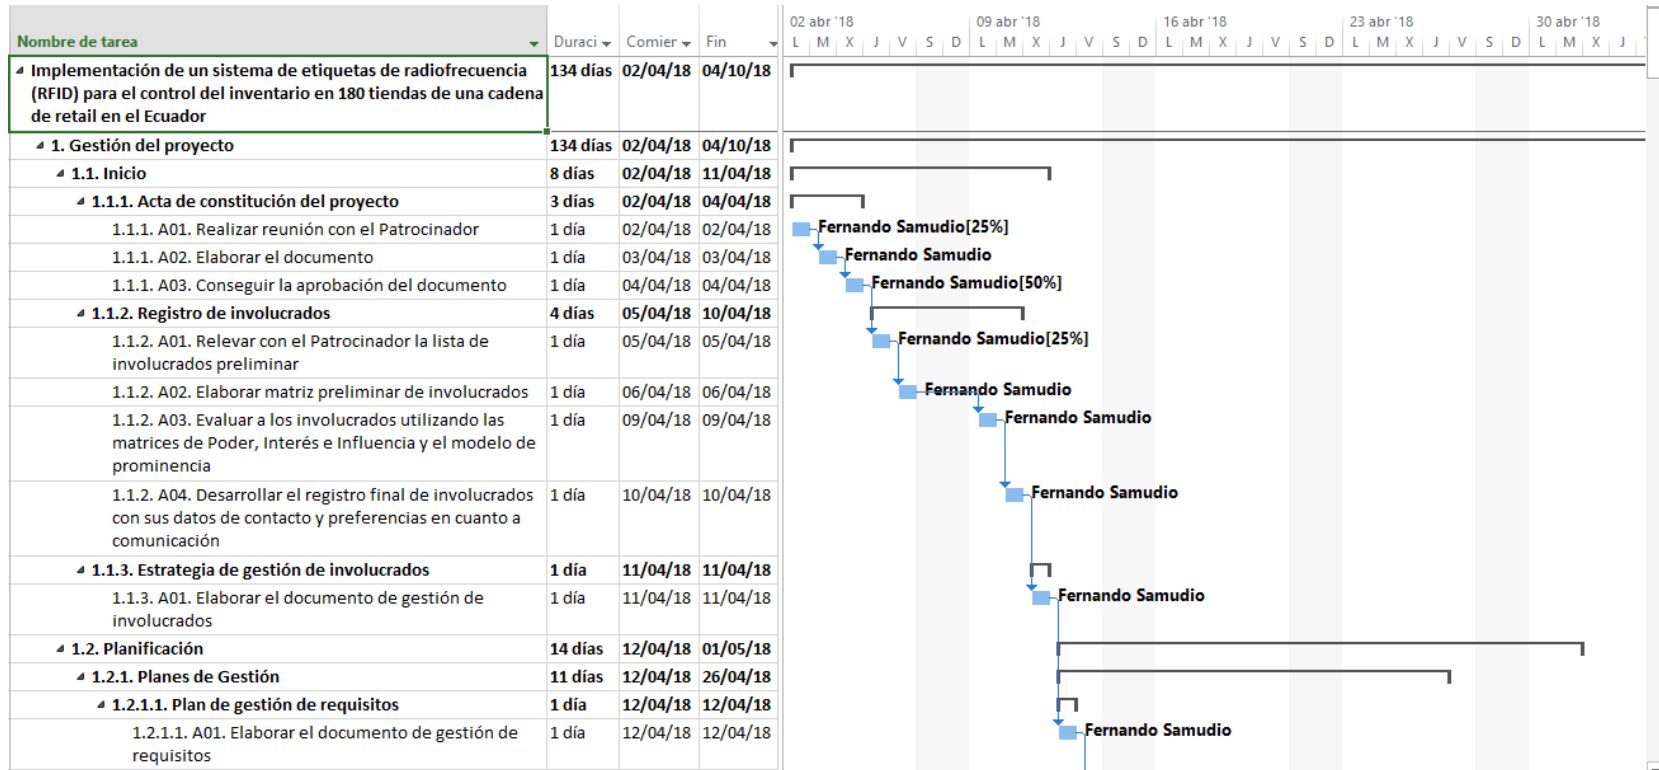 02 abr '18 09 abr '18 16 abr '18 23 abr '18 30 abr '18
Nombre de tarea Duraci Comier Fin L M X J V S D L M X J V S D L M X J V S D L M X J V S D L M X J
Implementación de un sistema de etiquetas de radiofrecuencia 134 días 02/04/18 04/10/18
(RFID) para el control del inventario en 180 tiendas de una cadena
de retail en el Ecuador
1. Gestión del proyecto 134 días 02/04/18 04/10/18
1.1. Inicio 8 días 02/04/18 11/04/18
1.1.1. Acta de constitución del proyecto 3 días 02/04/18 04/04/18
1.1.1. A01. Realizar reunión con el Patrocinador 1 día 02/04/18 02/04/18 Fernando Samudio[25%]
1.1.1. A02. Elaborar el documento 1 día 03/04/18 03/04/18 Fernando Samudio
1.1.1. A03. Conseguir la aprobación del documento 1 día 04/04/18 04/04/18 Fernando Samudio[50%]
1.1.2. Registro de involucrados 4 días 05/04/18 10/04/18
1.1.2. A01. Relevar con el Patrocinador la lista de 1 día 05/04/18 05/04/18 Fernando Samudio[25%]
involucrados preliminar
1.1.2. A02. Elaborar matriz preliminar de involucrados 1 día 06/04/18 06/04/18 Fernando Samudio
1.1.2. A03. Evaluar a los involucrados utilizando las 1 día 09/04/18 09/04/18 Fernando Samudio
matrices de Poder, Interés e Influencia y el modelo de
prominencia
1.1.2. A04. Desarrollar el registro final de involucrados 1 día 10/04/18 10/04/18 Fernando Samudio
con sus datos de contacto y preferencias en cuanto a
comunicación
1.1.3. Estrategia de gestión de involucrados 1 día 11/04/18 11/04/18
1.1.3. A01. Elaborar el documento de gestión de 1 día 11/04/18 11/04/18 Fernando Samudio
involucrados
1.2. Planificación 14 días 12/04/18 01/05/18
1.2.1. Planes de Gestión 11 días 12/04/18 26/04/18
1.2.1.1. Plan de gestión de requisitos 1 día 12/04/18 12/04/18
1.2.1.1. A01. Elaborar el documento de gestión de 1 día 12/04/18 12/04/18 Fernando Samudio
requisitos